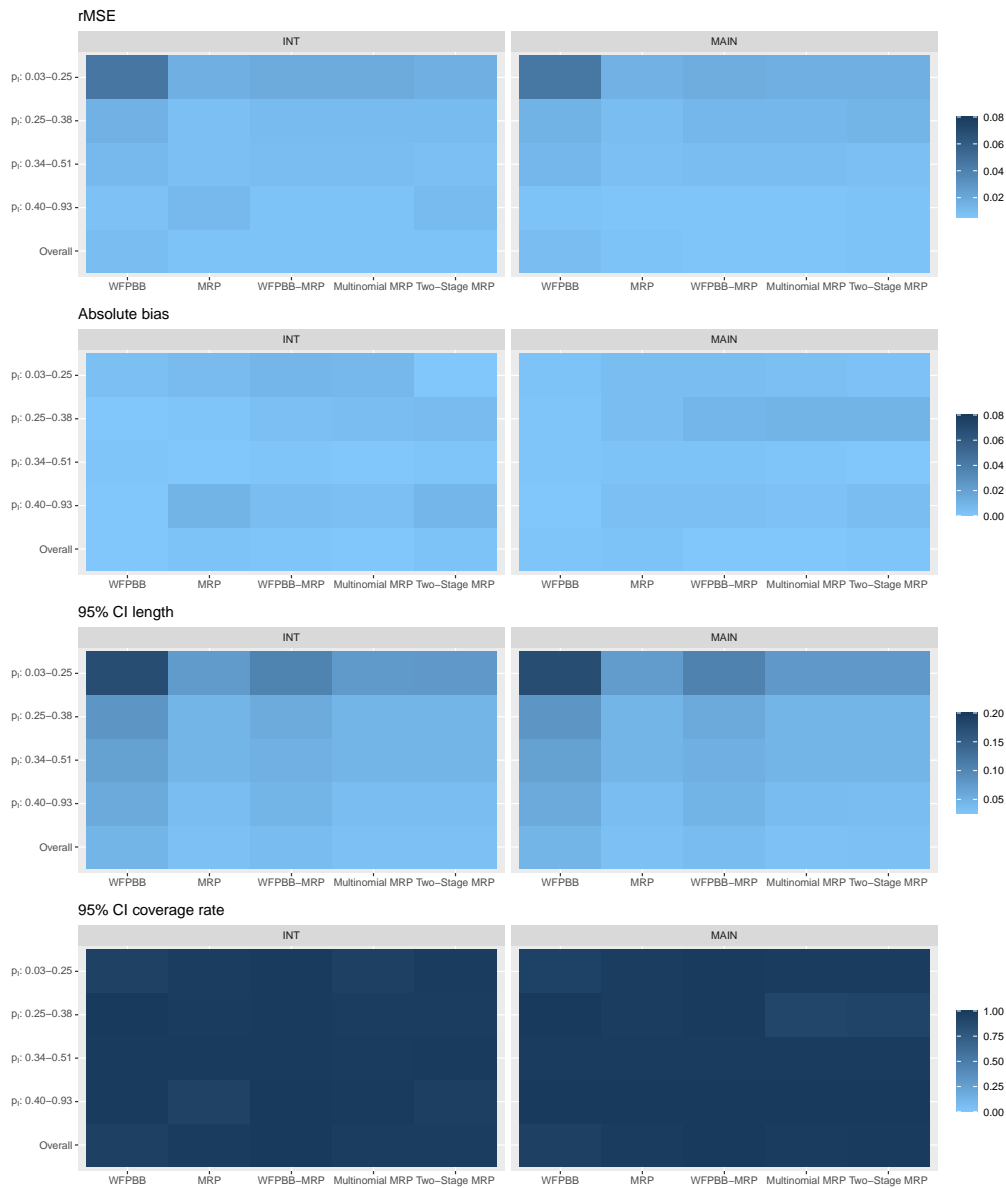 rMSE
INT MAIN
pᵢ: 0.03−0.25
pᵢ: 0.25−0.38
pᵢ: 0.34−0.51
pᵢ: 0.40−0.93
Overall
0.08
0.06
0.04
0.02
WFPBB MRP WFPBB−MRP Multinomial MRP Two−Stage MRP WFPBB MRP WFPBB−MRP Multinomial MRP Two−Stage MRP
Absolute bias
INT MAIN
pᵢ: 0.03−0.25
pᵢ: 0.25−0.38
pᵢ: 0.34−0.51
pᵢ: 0.40−0.93
Overall
0.08
0.06
0.04
0.02
0.00
WFPBB MRP WFPBB−MRP Multinomial MRP Two−Stage MRP WFPBB MRP WFPBB−MRP Multinomial MRP Two−Stage MRP
95% CI length
INT MAIN
pᵢ: 0.03−0.25
pᵢ: 0.25−0.38
pᵢ: 0.34−0.51
pᵢ: 0.40−0.93
Overall
0.20
0.15
0.10
0.05
WFPBB MRP WFPBB−MRP Multinomial MRP Two−Stage MRP WFPBB MRP WFPBB−MRP Multinomial MRP Two−Stage MRP
95% CI coverage rate
INT MAIN
pᵢ: 0.03−0.25
pᵢ: 0.25−0.38
pᵢ: 0.34−0.51
pᵢ: 0.40−0.93
Overall
1.00
0.75
0.50
0.25
0.00
WFPBB MRP WFPBB−MRP Multinomial MRP Two−Stage MRP WFPBB MRP WFPBB−MRP Multinomial MRP Two−Stage MRP